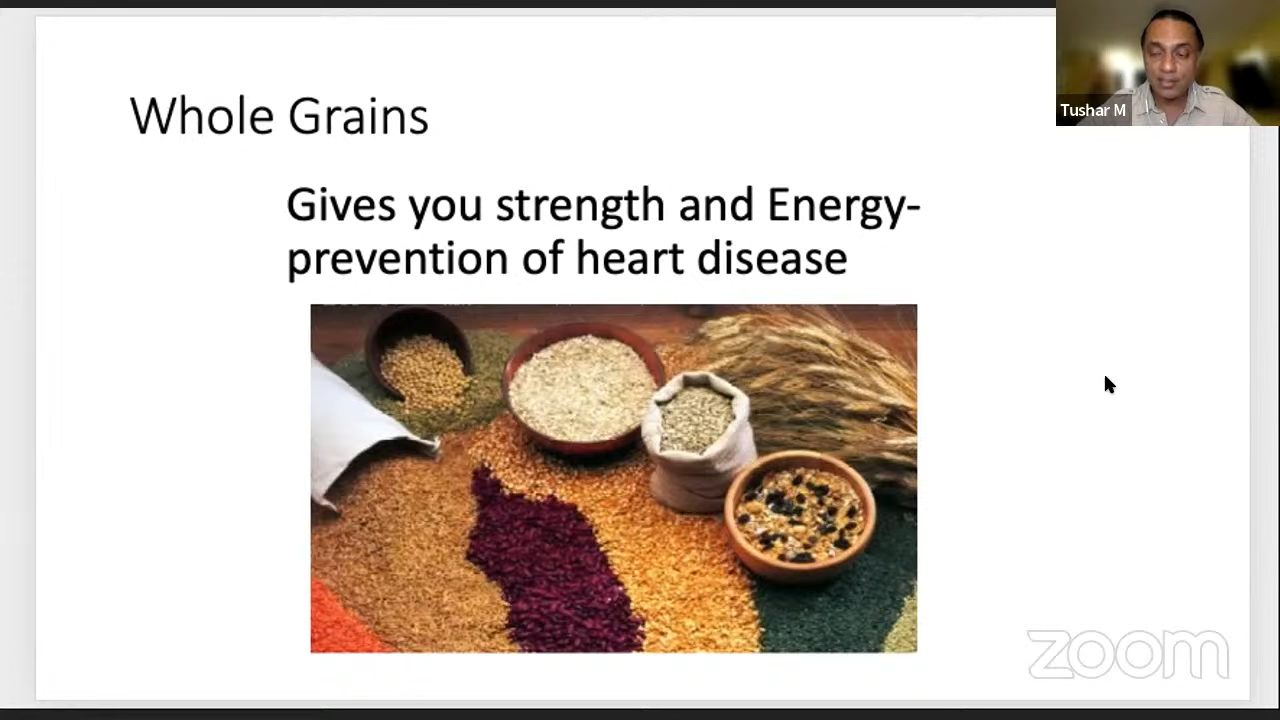 Whole Grains
Gives you strength and Energy-
prevention of heart disease
Tushar M
zoom